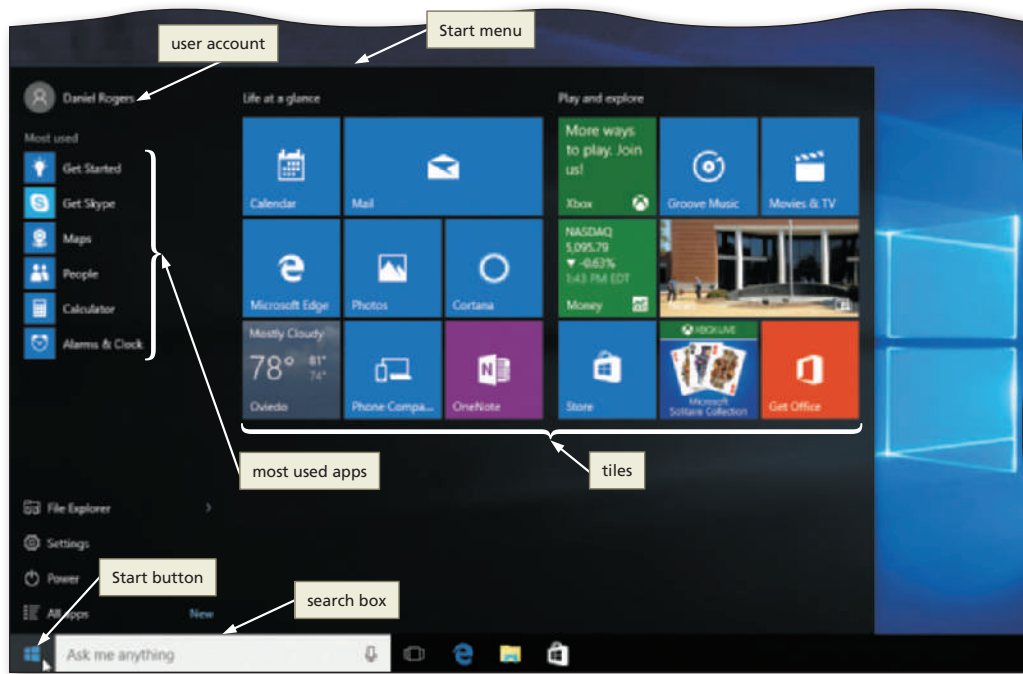 user account
Start menu
Daniel Rogers
Life at a glance
Play and explore
Most used
Get Started
Get Skype
Maps
People
Calculator
Alarms & Clock
Calendar
Mail
More ways
to play. Join
us!
Xbox
Groove Music
Movies & TV
Microsoft Edge
Photos
Cortana
NASDAQ
5,095.79
▼ -0.63%
1:43 PM EDT
Money
Mostly Cloudy
78° 81°
74°
Oviedo
Phone Compa...
OneNote
Store
XBOX LIVE
Microsoft
Solitaire Collection
Get Office
most used apps
tiles
File Explorer
Settings
Power
Start button
All apps
New
search box
Ask me anything